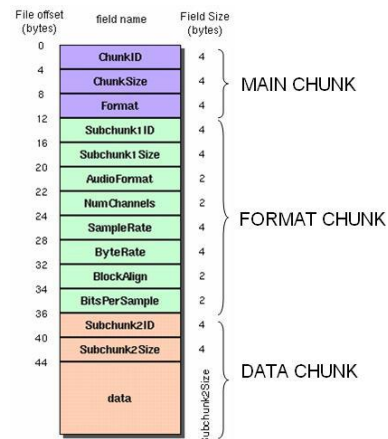 File offset
(bytes)
field name
Field Size
(bytes)
0
ChunkID
4
4
ChunkSize
4
8
Format
4
12
MAIN CHUNK
Subchunk1ID
4
16
Subchunk1Size
4
20
AudioFormat
2
22
NumChannels
2
24
SampleRate
4
28
ByteRate
4
32
BlockAlign
2
34
BitsPerSample
2
36
FORMAT CHUNK
Subchunk2ID
4
40
Subchunk2Size
4
44
data
Subchunk2Size
DATA CHUNK